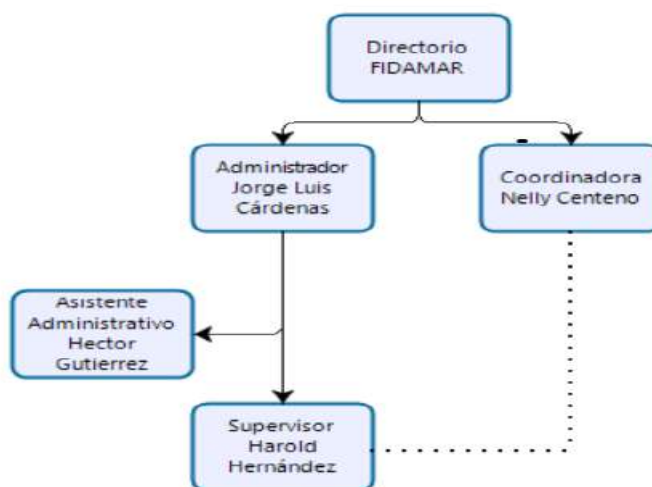 Directorio
FIDAMAR
Administrador
Jorge Luis
Cárdenas
Coordinadora
Nelly Centeno
Asistente
Administrativo
Hector
Gutierrez
Supervisor
Harold
Hernández